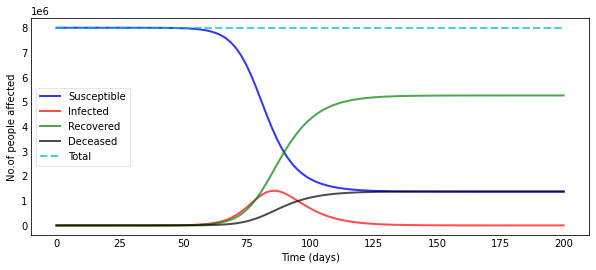 1e6
8
7
6
5
4
3
2
1
0
No.of people affected
Susceptible
Infected
Recovered
Deceased
Total
0 25 50 75 100 125 150 175 200
Time (days)